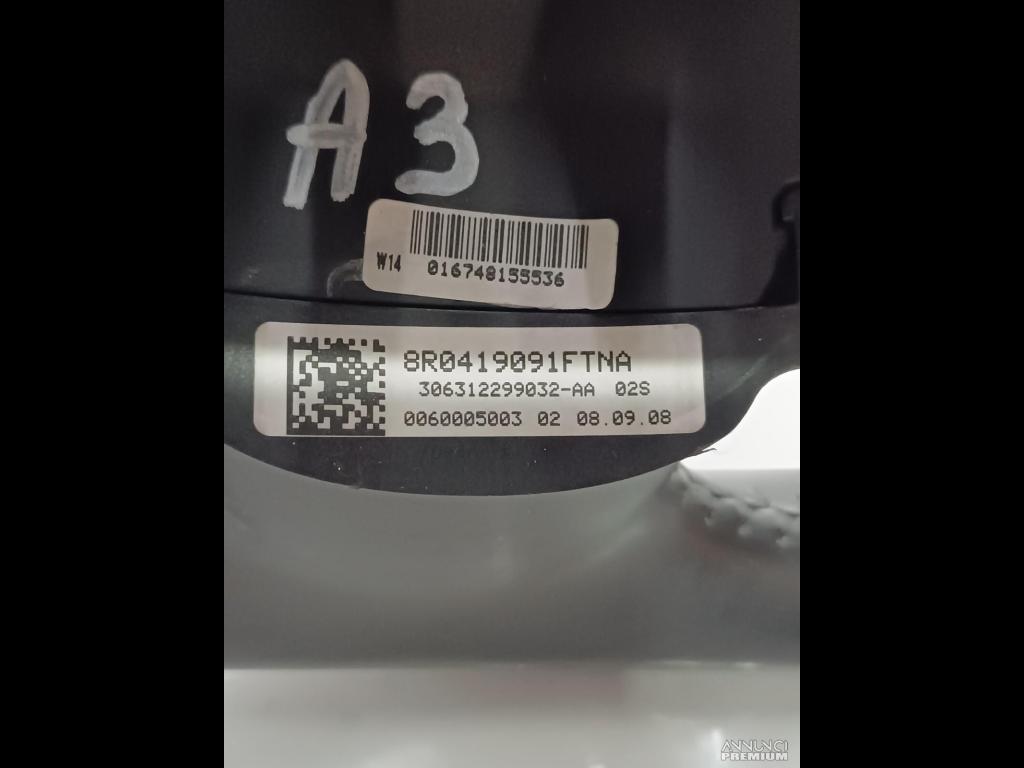 A3
W14
016748155536
8R0419091FTNA
306312299032-AA 02S
0060005003 02 08.09.08
ANNUNCI
PREMIUM